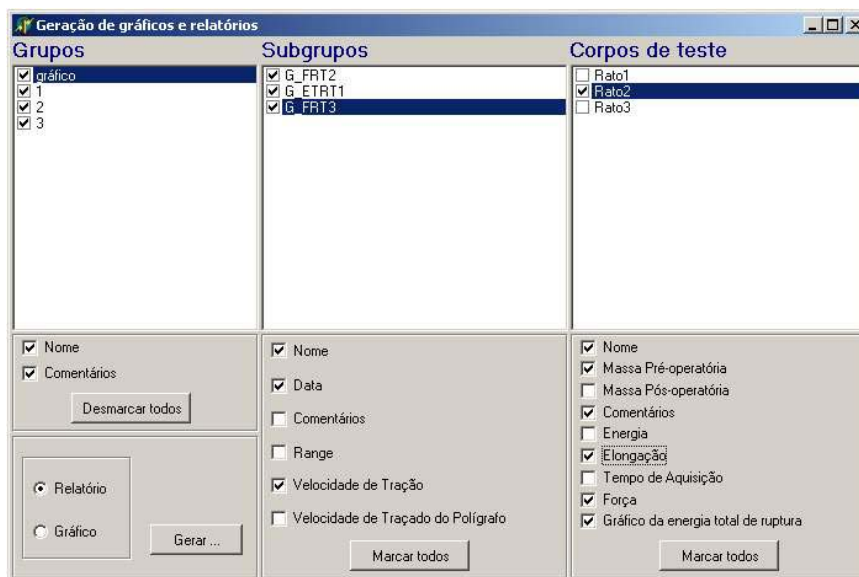 Geração de gráficos e relatórios
Grupos
gráfico
1
2
3
Nome
Comentários
Desmarcar todos
Relatório
Gráfico
Gerar ...
Subgrupos
G_FRT2
G_ETRT1
G_FRT3
Nome
Data
Comentários
Range
Velocidade de Tração
Velocidade de Traçado do Polígrafo
Marcar todos
Corpos de teste
Rato1
Rato2
Rato3
Nome
Massa Pré-operatória
Massa Pós-operatória
Comentários
Energia
Elongação
Tempo de Aquisição
Força
Gráfico da energia total de ruptura
Marcar todos